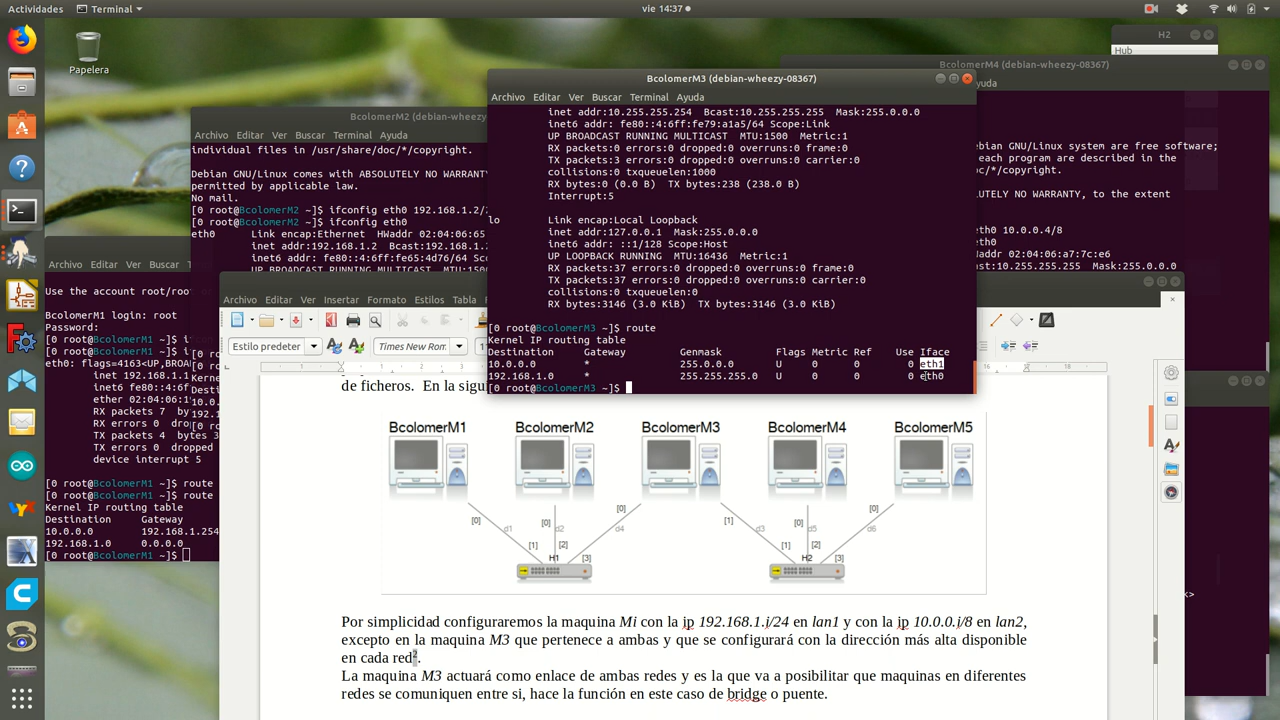 Actividades
Terminal
vie 14:37
Papelera
H2
Hub
BcolomerM4 (debian-wheezy-08367)
yuda
ebian GNU/Linux system are free software;
each program are described in the
*/copyright.
LUTELY NO WARRANTY, to the extent
eth0 10.0.0.4/8
eth0
HWaddr 02:04:06:a7:7c:e6
Bcast:10.255.255.255 Mask:255.0.0.0
BcolomerM2 (debian-wheezy-
Archivo Editar Ver Buscar Terminal Ayuda
individual files in /usr/share/doc/*/copyright.
Debian GNU/Linux comes with ABSOLUTELY NO WARRANTY
permitted by applicable law.
No mail.
[0 root@BcolomerM2 ~]$ ifconfig eth0 192.168.1.2/2
[0 root@BcolomerM2 ~]$ ifconfig eth0
eth0 Link encap:Ethernet HWaddr 02:04:06:65
inet addr:192.168.1.2 Bcast:192.168.1.2
inet6 addr: fe80::4:6ff:fe65:4d76/64 Sc
UP BROADCAST RUNNING MULTICAST MTU:1500
BcolomerM3 (debian-wheezy-08367)
Archivo Editar Ver Buscar Terminal Ayuda
inet addr:10.255.255.254 Bcast:10.255.255.255 Mask:255.0.0.0
inet6 addr: fe80::4:6ff:fe79:a1a5/64 Scope:Link
UP BROADCAST RUNNING MULTICAST MTU:1500 Metric:1
RX packets:0 errors:0 dropped:0 overruns:0 frame:0
TX packets:3 errors:0 dropped:0 overruns:0 carrier:0
collisions:0 txqueuelen:1000
RX bytes:0 (0.0 B) TX bytes:238 (238.0 B)
Interrupt:5
lo Link encap:Local Loopback
inet addr:127.0.0.1 Mask:255.0.0.0
inet6 addr: ::1/128 Scope:Host
UP LOOPBACK RUNNING MTU:16436 Metric:1
RX packets:37 errors:0 dropped:0 overruns:0 frame:0
TX packets:37 errors:0 dropped:0 overruns:0 carrier:0
collisions:0 txqueuelen:0
RX bytes:3146 (3.0 KiB) TX bytes:3146 (3.0 KiB)
[0 root@BcolomerM3 ~]$ route
Kernel IP routing table
Destination Gateway Genmask Flags Metric Ref Use Iface
10.0.0.0 * 255.0.0.0 U 0 0 0 eth1
192.168.1.0 * 255.255.255.0 U 0 0 0 eth0
[0 root@BcolomerM3 ~]$
Archivo Editar Ver Buscar
Use the account root/root
BcolomerM1 login: root
Password:
eth0: flags=4163<UP,BROAD
inet
inet6 fe80::4:6ff
ether 02:04:06:1
RX packets 7 b
RX errors 0 drop
TX packets 4 bytes 3
TX errors 0 dropped
device interrupt 5
[0 root@BcolomerM1 ~]$ route
[0 root@BcolomerM1 ~]$ route
Kernel IP routing table
Destination Gateway
10.0.0.0 192.168.1.254
192.168.1.0 0.0.0.0
[0 root@BcolomerM1 ~]$
Archivo Editar Ver Insertar Formato Estilos Tabla
Estilo predeter
Times New Rom
16 17 18
de ficheros. En la sigui
BcolomerM1 BcolomerM2 BcolomerM3 BcolomerM4 BcolomerM5
[0] d1 [0] d2 [0] d4 [1] d3 [0] d5 [0] d6
[1] [2] [3] [1] [2] [3]
H1 H2
Por simplicidad configuraremos la maquina Mi con la ip 192.168.1.i/24 en lan1 y con la ip 10.0.0.i/8 en lan2,
excepto en la maquina M3 que pertenece a ambas y que se configurará con la dirección más alta disponible
en cada red².
La maquina M3 actuará como enlace de ambas redes y es la que va a posibilitar que maquinas en diferentes
redes se comuniquen entre si, hace la función en este caso de bridge o puente.